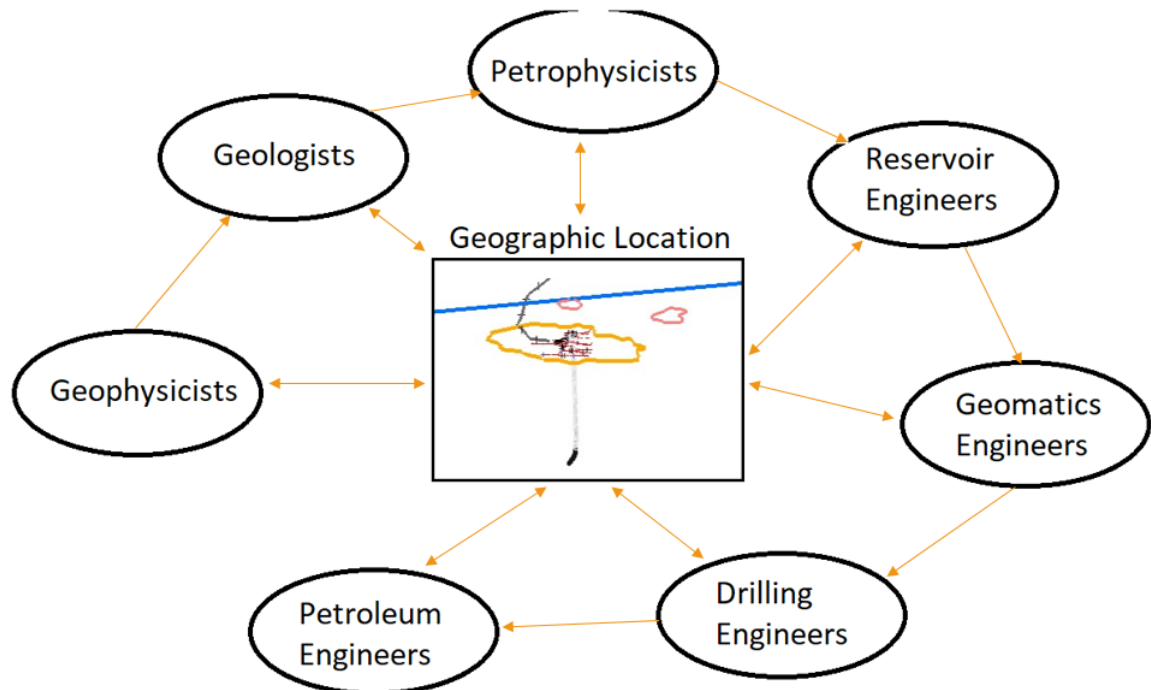 Petrophysicists
Geologists
Reservoir
Engineers
Geographic Location
Geophysicists
Geomatics
Engineers
Drilling
Engineers
Petroleum
Engineers